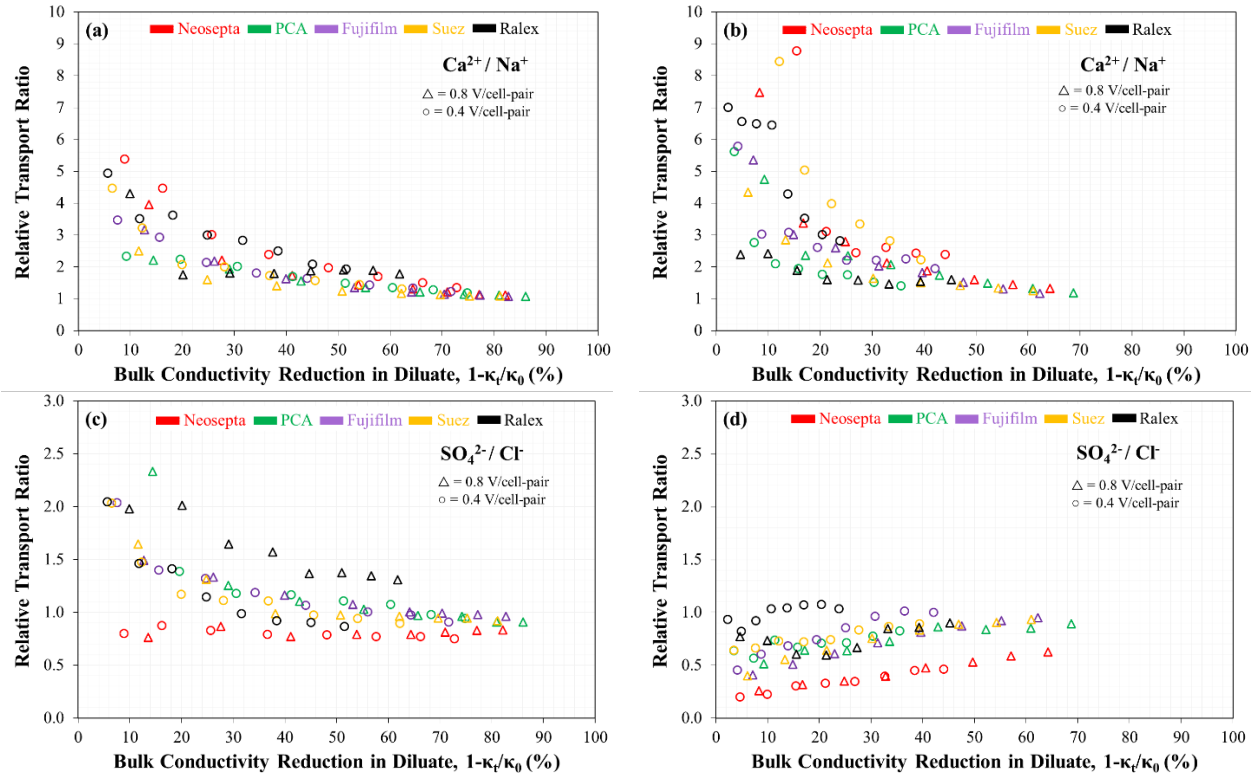 (a)
Neosepta PCA Fujifilm Suez Ralex
Ca²⁺ / Na⁺
△ = 0.8 V/cell-pair
○ = 0.4 V/cell-pair
Relative Transport Ratio
10
9
8
7
6
5
4
3
2
1
0
0 10 20 30 40 50 60 70 80 90 100
Bulk Conductivity Reduction in Diluate, 1-κₜ/κ₀ (%)
(b)
Neosepta PCA Fujifilm Suez Ralex
Ca²⁺ / Na⁺
△ = 0.8 V/cell-pair
○ = 0.4 V/cell-pair
Relative Transport Ratio
10
9
8
7
6
5
4
3
2
1
0
0 10 20 30 40 50 60 70 80 90 100
Bulk Conductivity Reduction in Diluate, 1-κₜ/κ₀ (%)
(c)
Neosepta PCA Fujifilm Suez Ralex
SO₄²⁻ / Cl⁻
△ = 0.8 V/cell-pair
○ = 0.4 V/cell-pair
Relative Transport Ratio
3.0
2.5
2.0
1.5
1.0
0.5
0.0
0 10 20 30 40 50 60 70 80 90 100
Bulk Conductivity Reduction in Diluate, 1-κₜ/κ₀ (%)
(d)
Neosepta PCA Fujifilm Suez Ralex
SO₄²⁻ / Cl⁻
△ = 0.8 V/cell-pair
○ = 0.4 V/cell-pair
Relative Transport Ratio
3.0
2.5
2.0
1.5
1.0
0.5
0.0
0 10 20 30 40 50 60 70 80 90 100
Bulk Conductivity Reduction in Diluate, 1-κₜ/κ₀ (%)